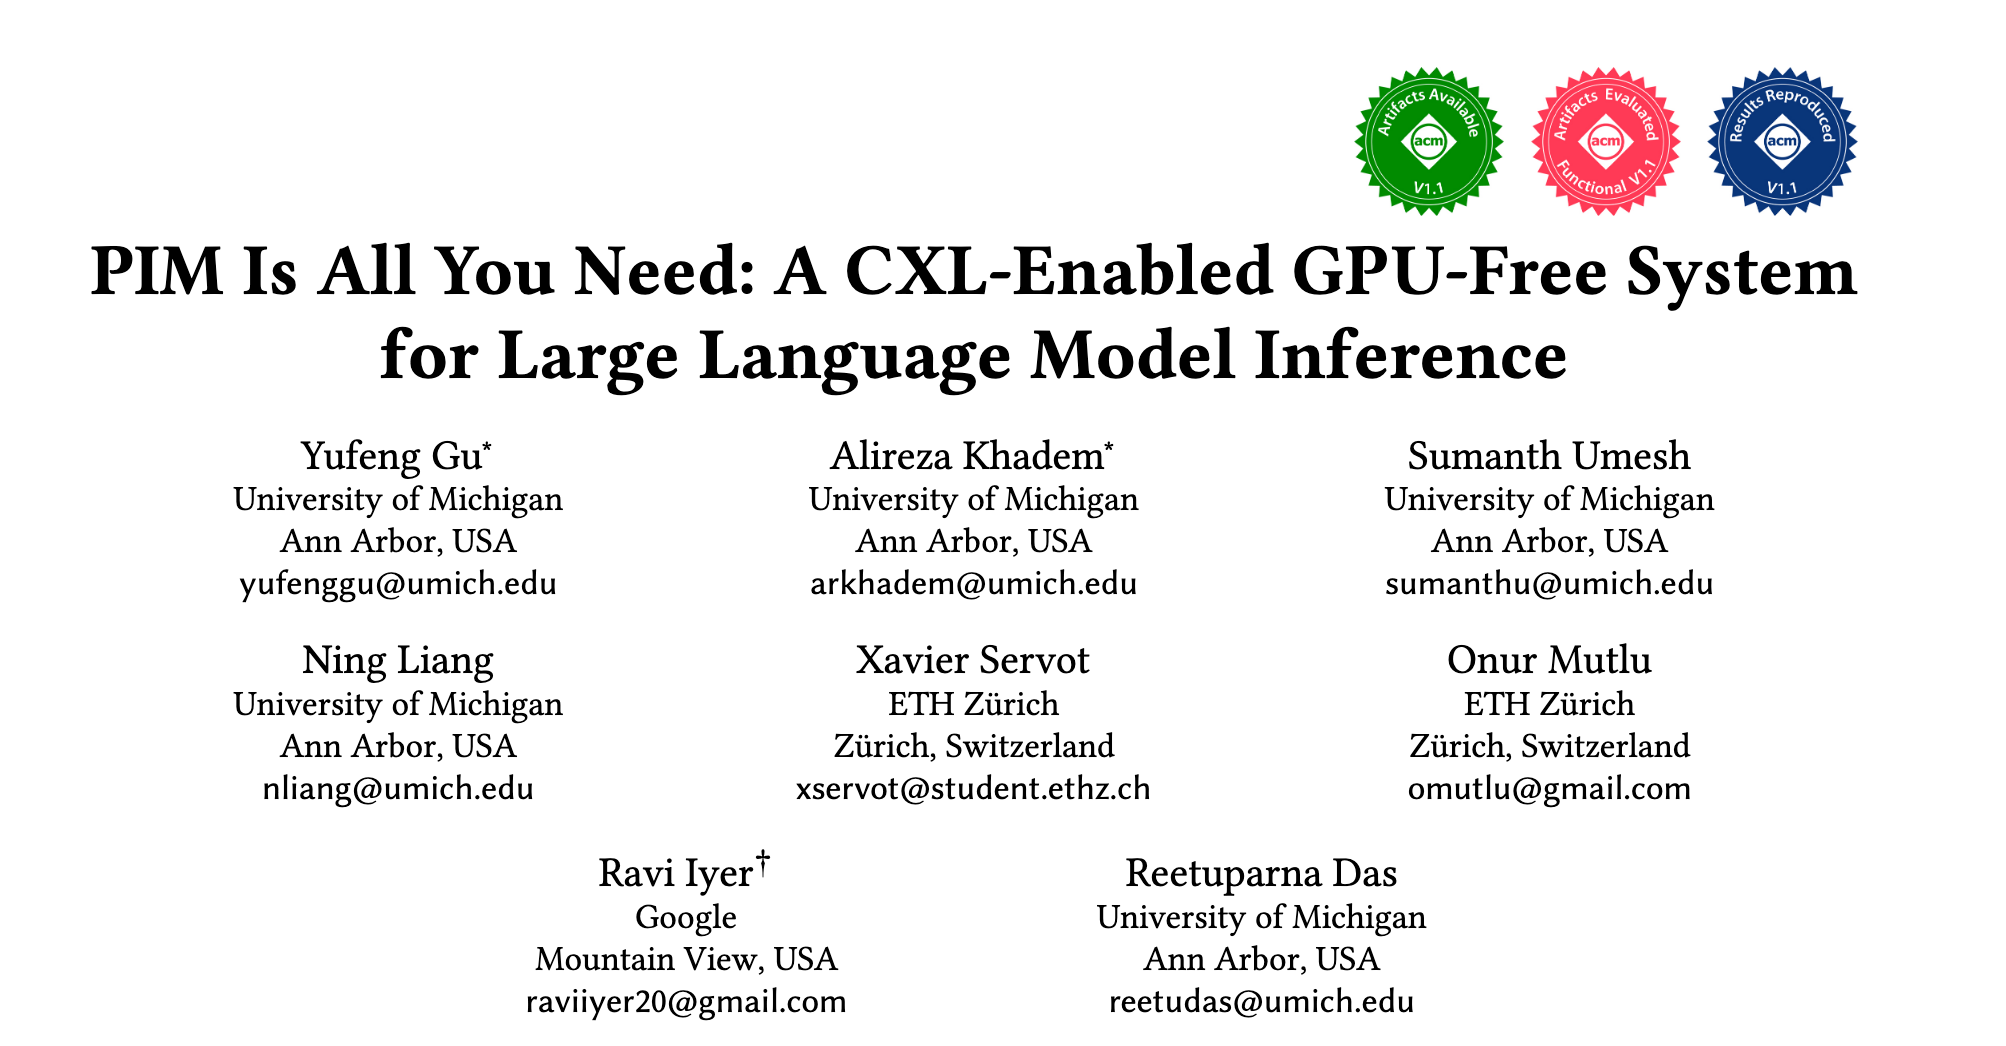 Artifacts Available
acm
V1.1
Artifacts Evaluated
acm
Functional V1.1
Results Reproduced
acm
V1.1
PIM Is All You Need: A CXL-Enabled GPU-Free System
for Large Language Model Inference
Yufeng Gu*
University of Michigan
Ann Arbor, USA
yufenggu@umich.edu
Alireza Khadem*
University of Michigan
Ann Arbor, USA
arkhadem@umich.edu
Sumanth Umesh
University of Michigan
Ann Arbor, USA
sumanthu@umich.edu
Ning Liang
University of Michigan
Ann Arbor, USA
nliang@umich.edu
Xavier Servot
ETH Zürich
Zürich, Switzerland
xservot@student.ethz.ch
Onur Mutlu
ETH Zürich
Zürich, Switzerland
omutlu@gmail.com
Ravi Iyer†
Google
Mountain View, USA
raviiyer20@gmail.com
Reetuparna Das
University of Michigan
Ann Arbor, USA
reetudas@umich.edu